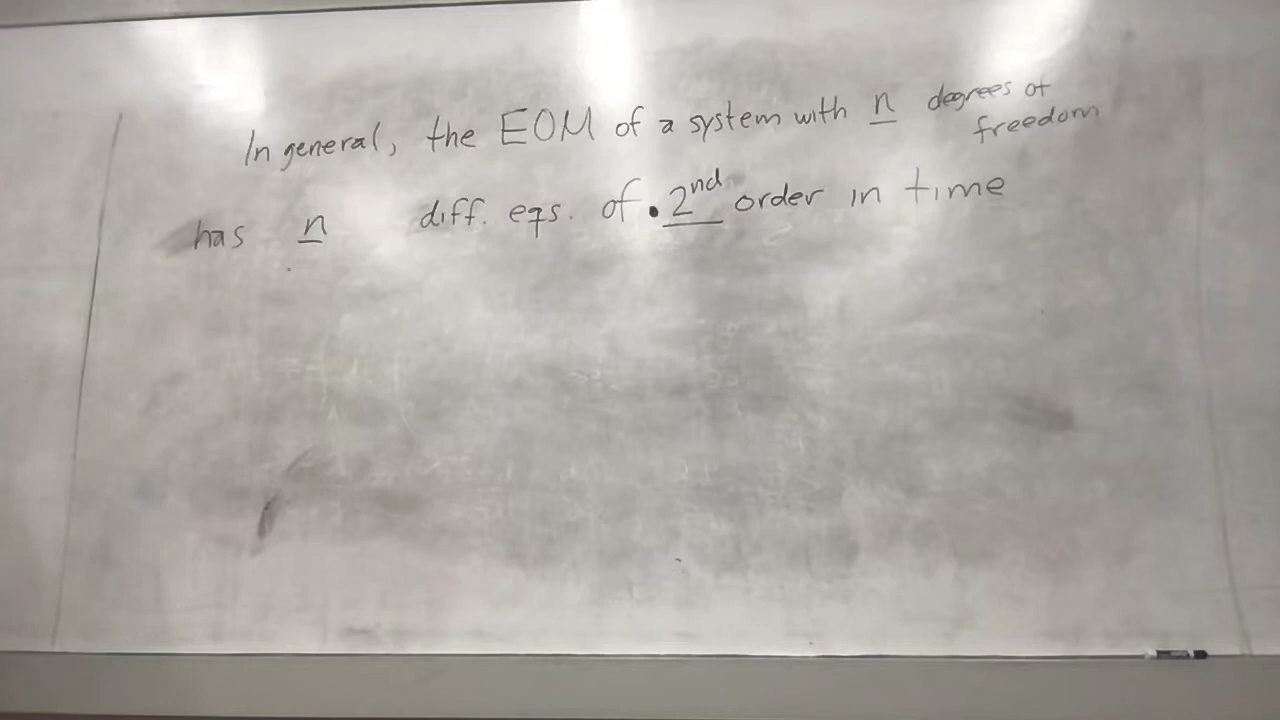 In general, the EOM of a system with n degrees of freedom
has n diff. eqs. of 2nd order in time